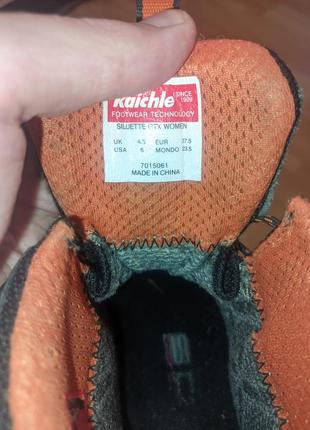 Raichle SINCE 1909
FOOTWEAR TECHNOLOGY
SILUETTE GTX WOMEN
UK 4.5 EUR 37.5
USA 6 MONDO 23.5
7015061
MADE IN CHINA